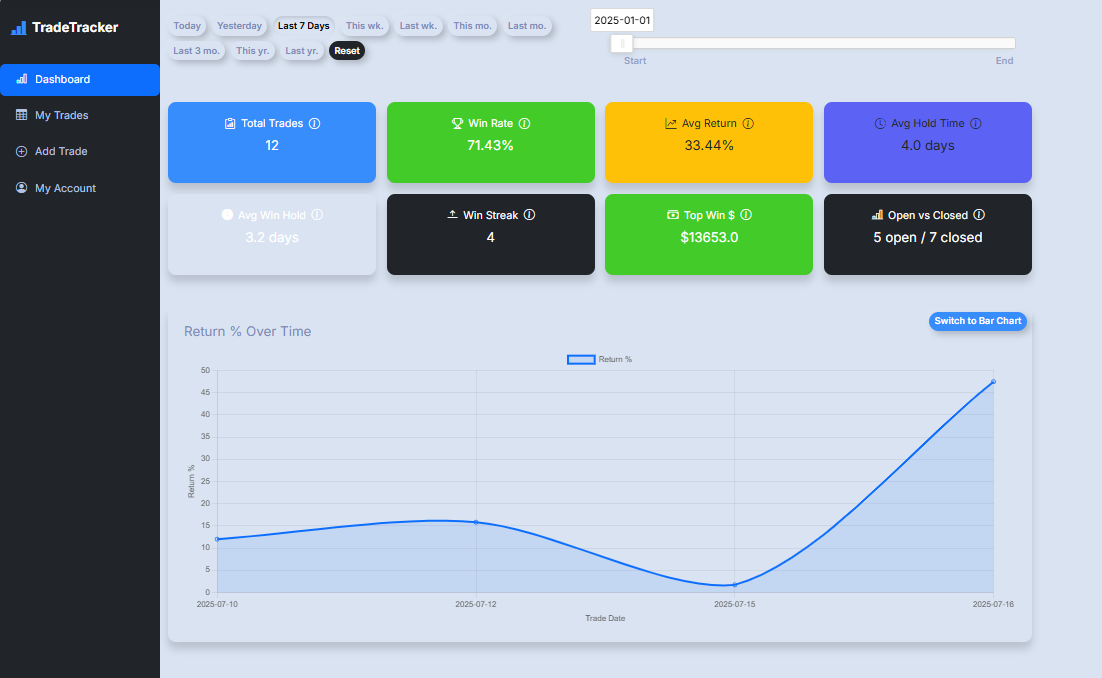 TradeTracker
Dashboard
My Trades
Add Trade
My Account
Today Yesterday Last 7 Days This wk. Last wk. This mo. Last mo.
Last 3 mo. This yr. Last yr. Reset
2025-01-01
Start End
Total Trades
12
Win Rate
71.43%
Avg Return
33.44%
Avg Hold Time
4.0 days
Avg Win Hold
3.2 days
Win Streak
4
Top Win $
$13653.0
Open vs Closed
5 open / 7 closed
Return % Over Time
Switch to Bar Chart
Return %
50
45
40
35
30
25
20
15
10
5
0
Return %
2025-07-10 2025-07-12 2025-07-15 2025-07-16
Trade Date